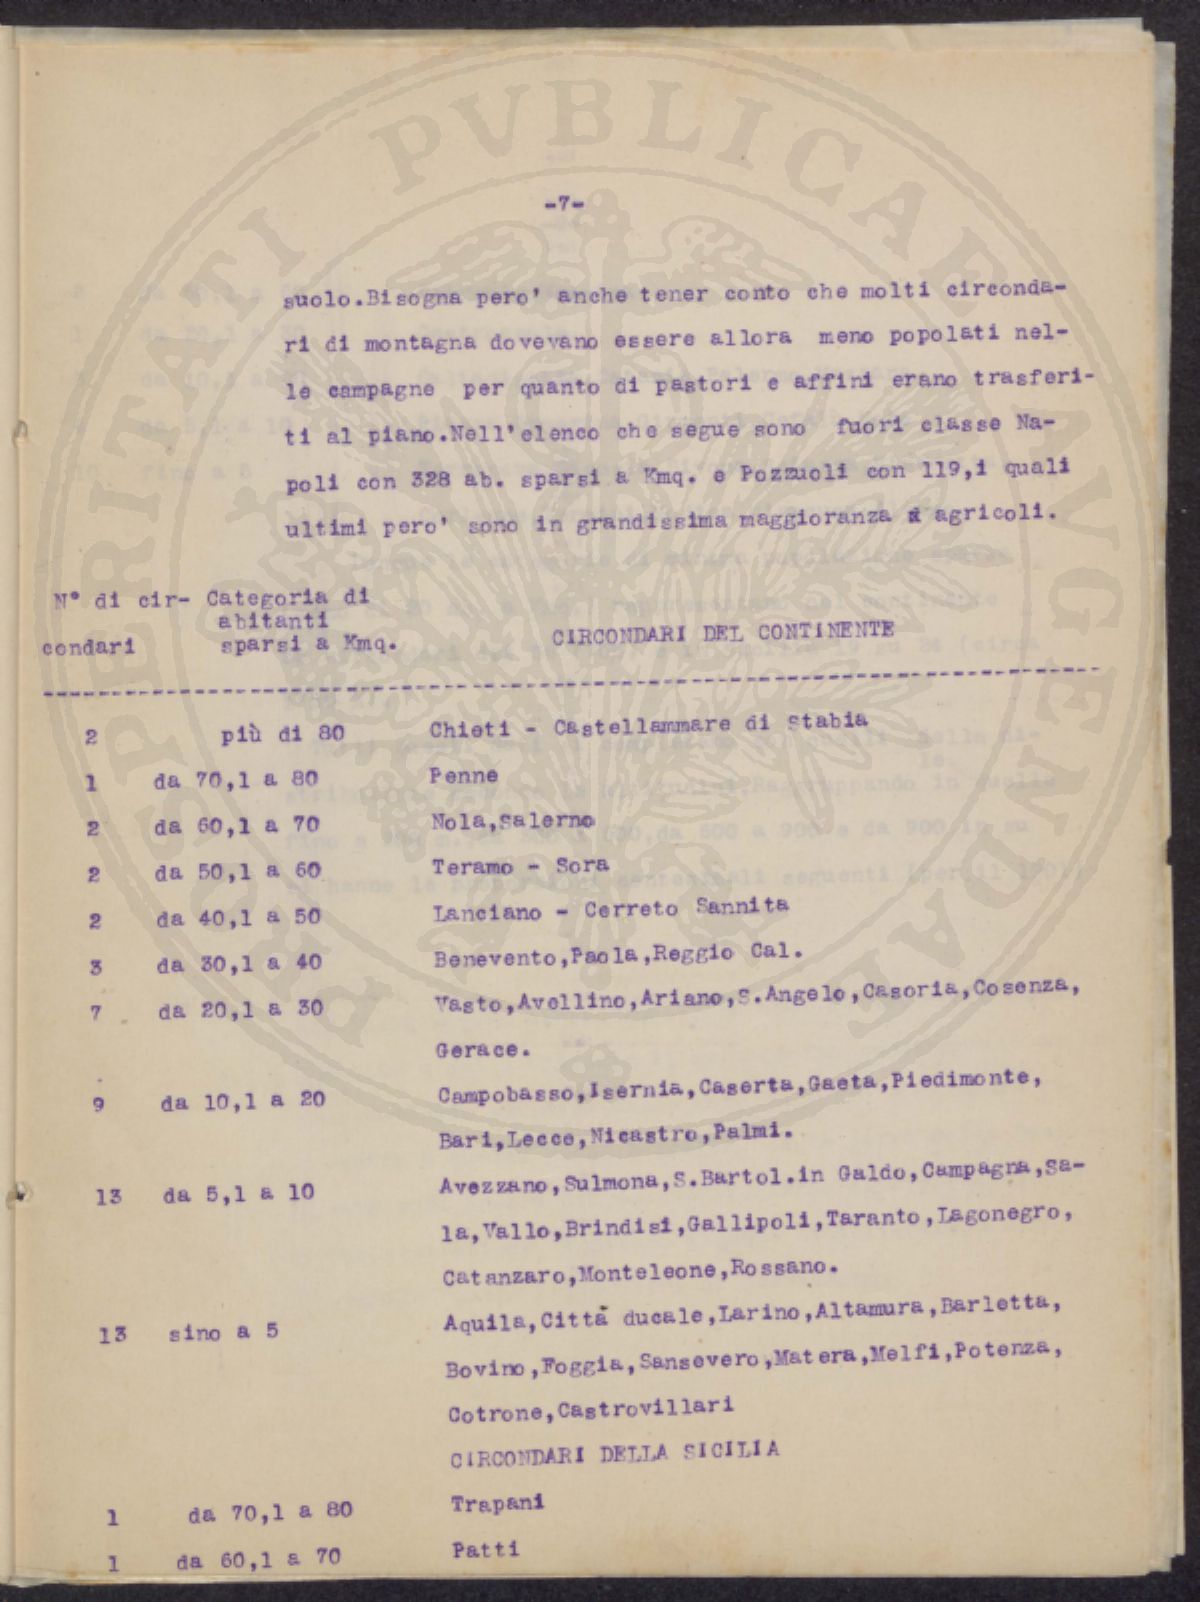 PROSPERITATI PVBLICAE AVGENDAE
-7-
suolo.Bisogna pero' anche tener conto che molti circonda-
ri di montagna dovevano essere allora meno popolati nel-
le campagne per quanto di pastori e affini erano trasferi-
ti al piano.Nell'elenco che segue sono fuori classe Na-
poli con 328 ab. sparsi a Kmq. e Pozzuoli con 119,i quali
ultimi pero' sono in grandissima maggioranza agricoli.
N° di cir- Categoria di
abitanti
condari sparsi a Kmq. CIRCONDARI DEL CONTINENTE
2 più di 80 Chieti - Castellammare di Stabia
1 da 70,1 a 80 Penne
2 da 60,1 a 70 Nola,Salerno
2 da 50,1 a 60 Teramo - Sora
2 da 40,1 a 50 Lanciano - Cerreto Sannita
3 da 30,1 a 40 Benevento,Paola,Reggio Cal.
7 da 20,1 a 30 Vasto,Avellino,Ariano,S.Angelo,Casoria,Cosenza,
Gerace.
9 da 10,1 a 20 Campobasso,Isernia,Caserta,Gaeta,Piedimonte,
Bari,Lecce,Nicastro,Palmi.
13 da 5,1 a 10 Avezzano,Sulmona,S.Bartol.in Galdo,Campagna,Sa-
la,Vallo,Brindisi,Gallipoli,Taranto,Lagonegro,
Catanzaro,Monteleone,Rossano.
13 sino a 5 Aquila,Città ducale,Larino,Altamura,Barletta,
Bovino,Foggia,Sansevero,Matera,Melfi,Potenza,
Cotrone,Castrovillari
CIRCONDARI DELLA SICILIA
1 da 70,1 a 80 Trapani
1 da 60,1 a 70 Patti